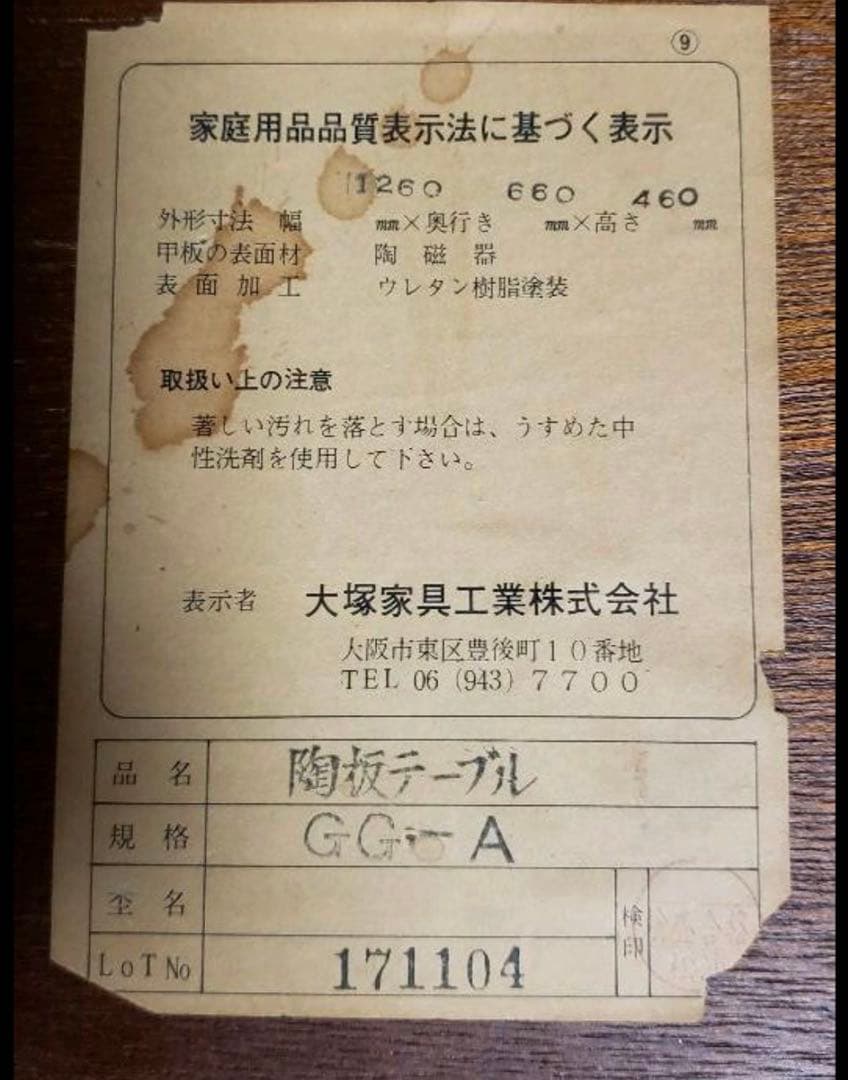 ⑨
家庭用品品質表示法に基づく表示
1260 660 460
外形寸法 幅 ㎜×奥行き ㎜×高さ ㎜
甲板の表面材 陶磁器
表面加工 ウレタン樹脂塗装
取扱い上の注意
著しい汚れを落とす場合は、うすめた中
性洗剤を使用して下さい。
表示者 大塚家具工業株式会社
大阪市東区豊後町10番地
TEL 06 (943) 7700
品名 陶板テーブル
規格 GG-A
名
検印
LoT No 171104